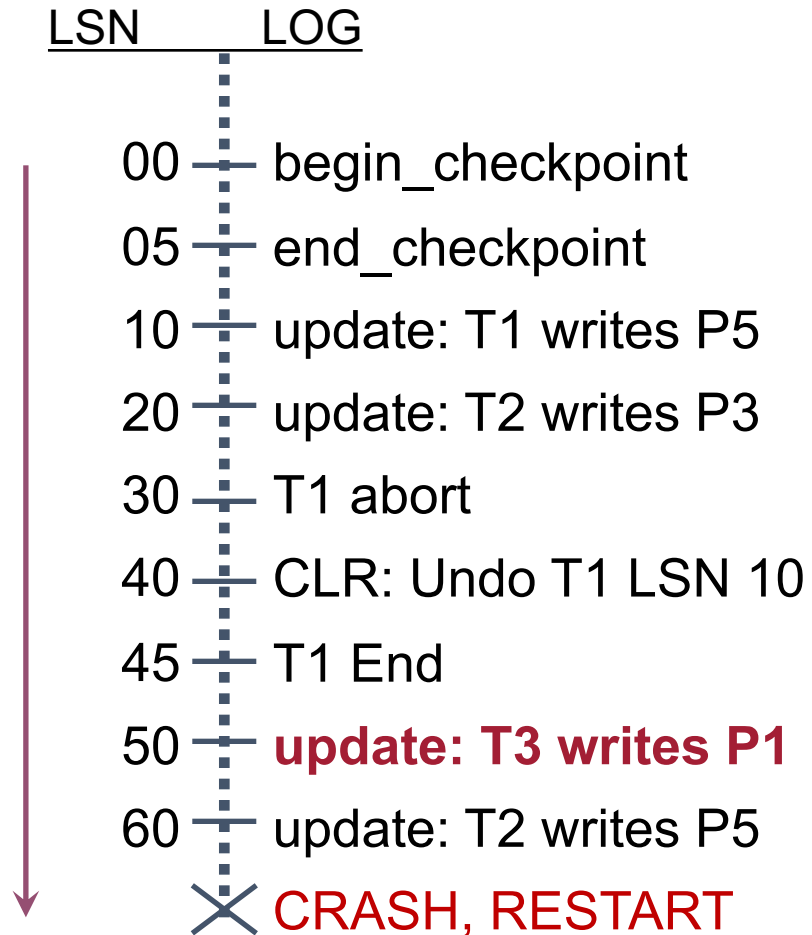 LSN LOG
00 begin_checkpoint
05 end_checkpoint
10 update: T1 writes P5
20 update: T2 writes P3
30 T1 abort
40 CLR: Undo T1 LSN 10
45 T1 End
50 update: T3 writes P1
60 update: T2 writes P5
CRASH, RESTART